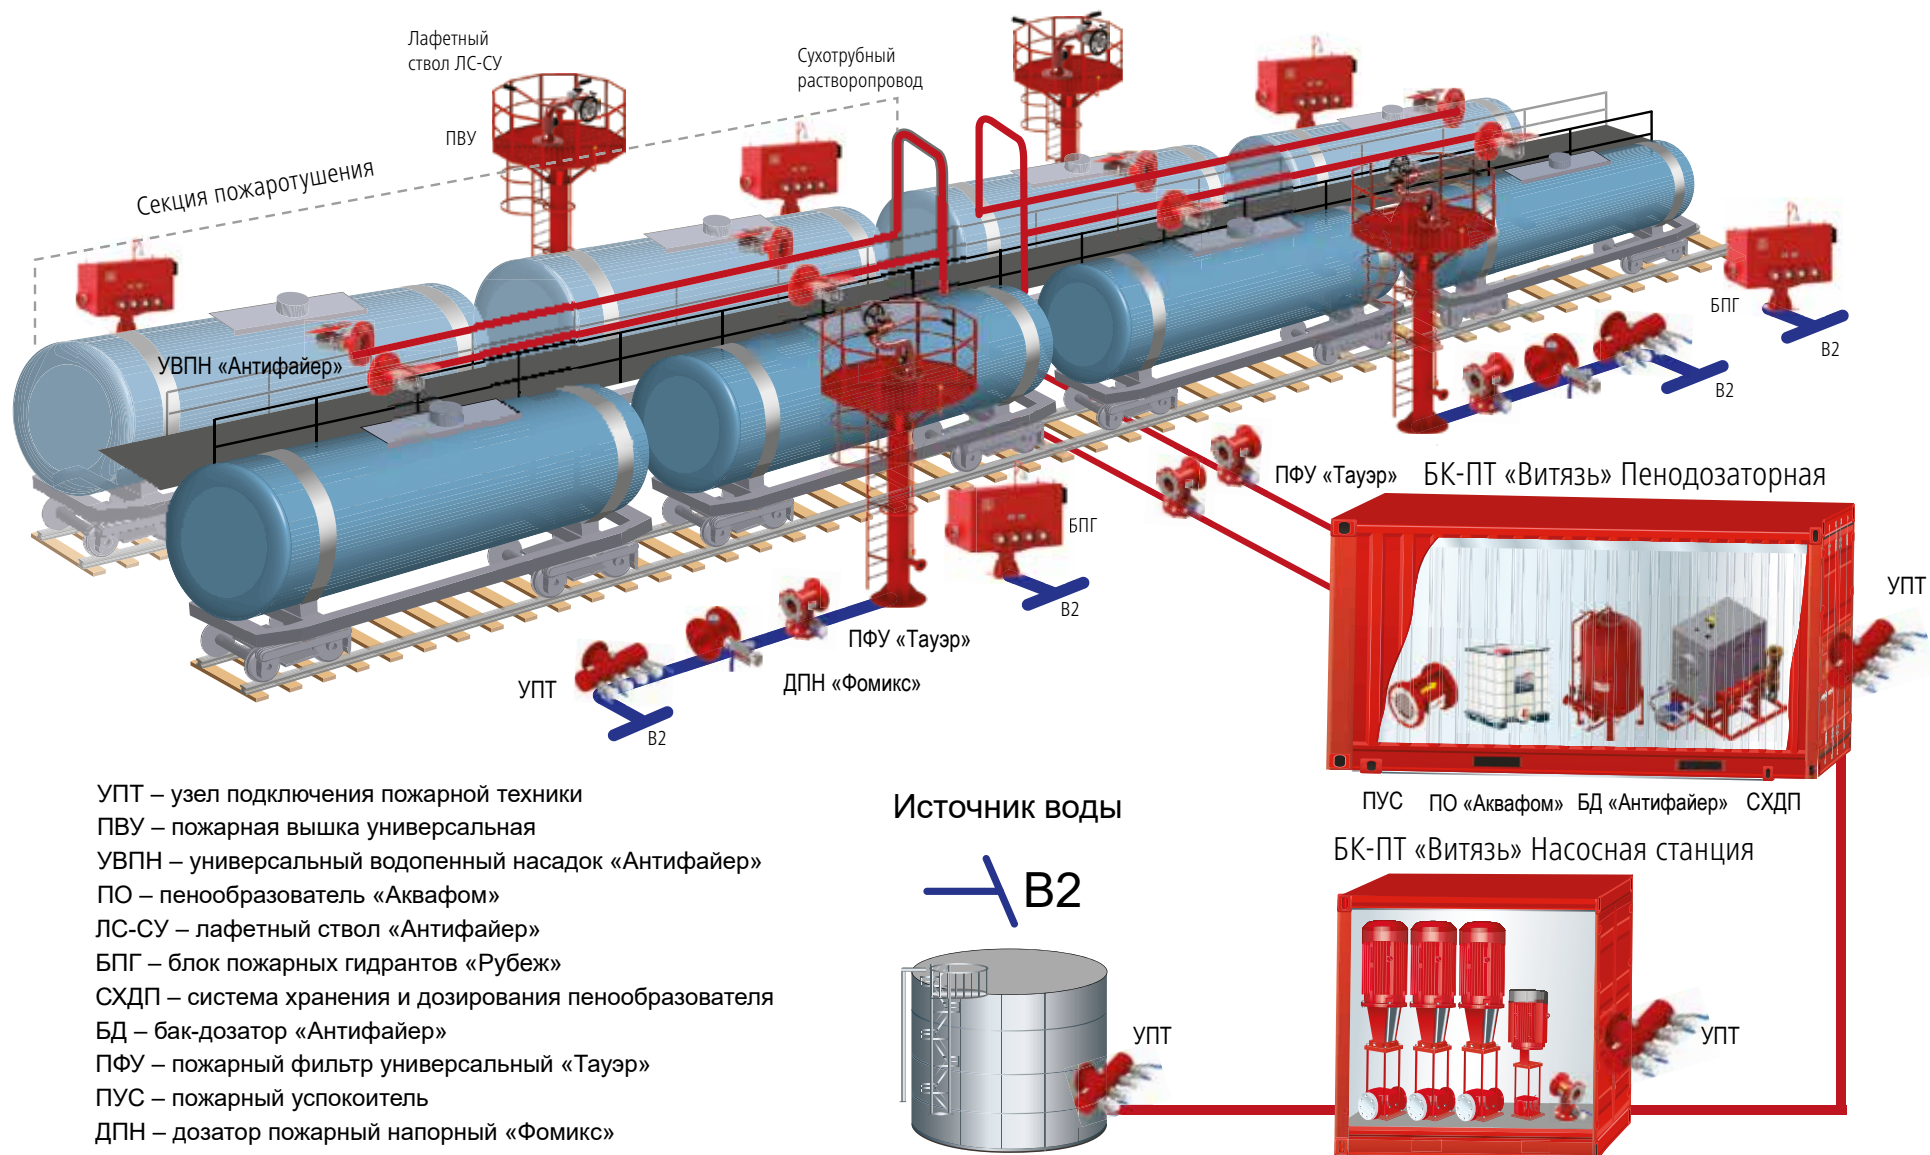 Лафетный
ствол ЛС-СУ
Сухотрубный
растворопровод
ПВУ
Секция пожаротушения
УВПН «Антифайер»
БПГ
В2
В2
ПФУ «Тауэр»
БК-ПТ «Витязь» Пенодозаторная
БПГ
В2
УПТ
ПФУ «Тауэр»
ДПН «Фомикс»
УПТ
В2
ПУС
ПО «Аквафом»
БД «Антифайер»
СХДП
УПТ – узел подключения пожарной техники
ПВУ – пожарная вышка универсальная
УВПН – универсальный водопенный насадок «Антифайер»
ПО – пенообразователь «Аквафом»
ЛС-СУ – лафетный ствол «Антифайер»
БПГ – блок пожарных гидрантов «Рубеж»
СХДП – система хранения и дозирования пенообразователя
БД – бак-дозатор «Антифайер»
ПФУ – пожарный фильтр универсальный «Тауэр»
ПУС – пожарный успокоитель
ДПН – дозатор пожарный напорный «Фомикс»
Источник воды
В2
УПТ
БК-ПТ «Витязь» Насосная станция
УПТ